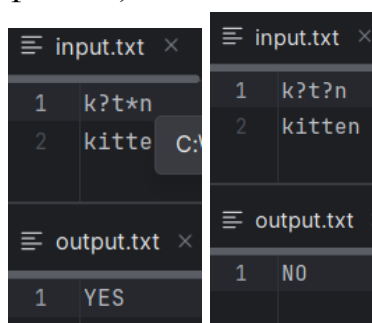 input.txt ×
1 k?t*n
2 kitte C:\
output.txt ×
1 YES
input.txt ×
1 k?t?n
2 kitten
output.txt
1 NO